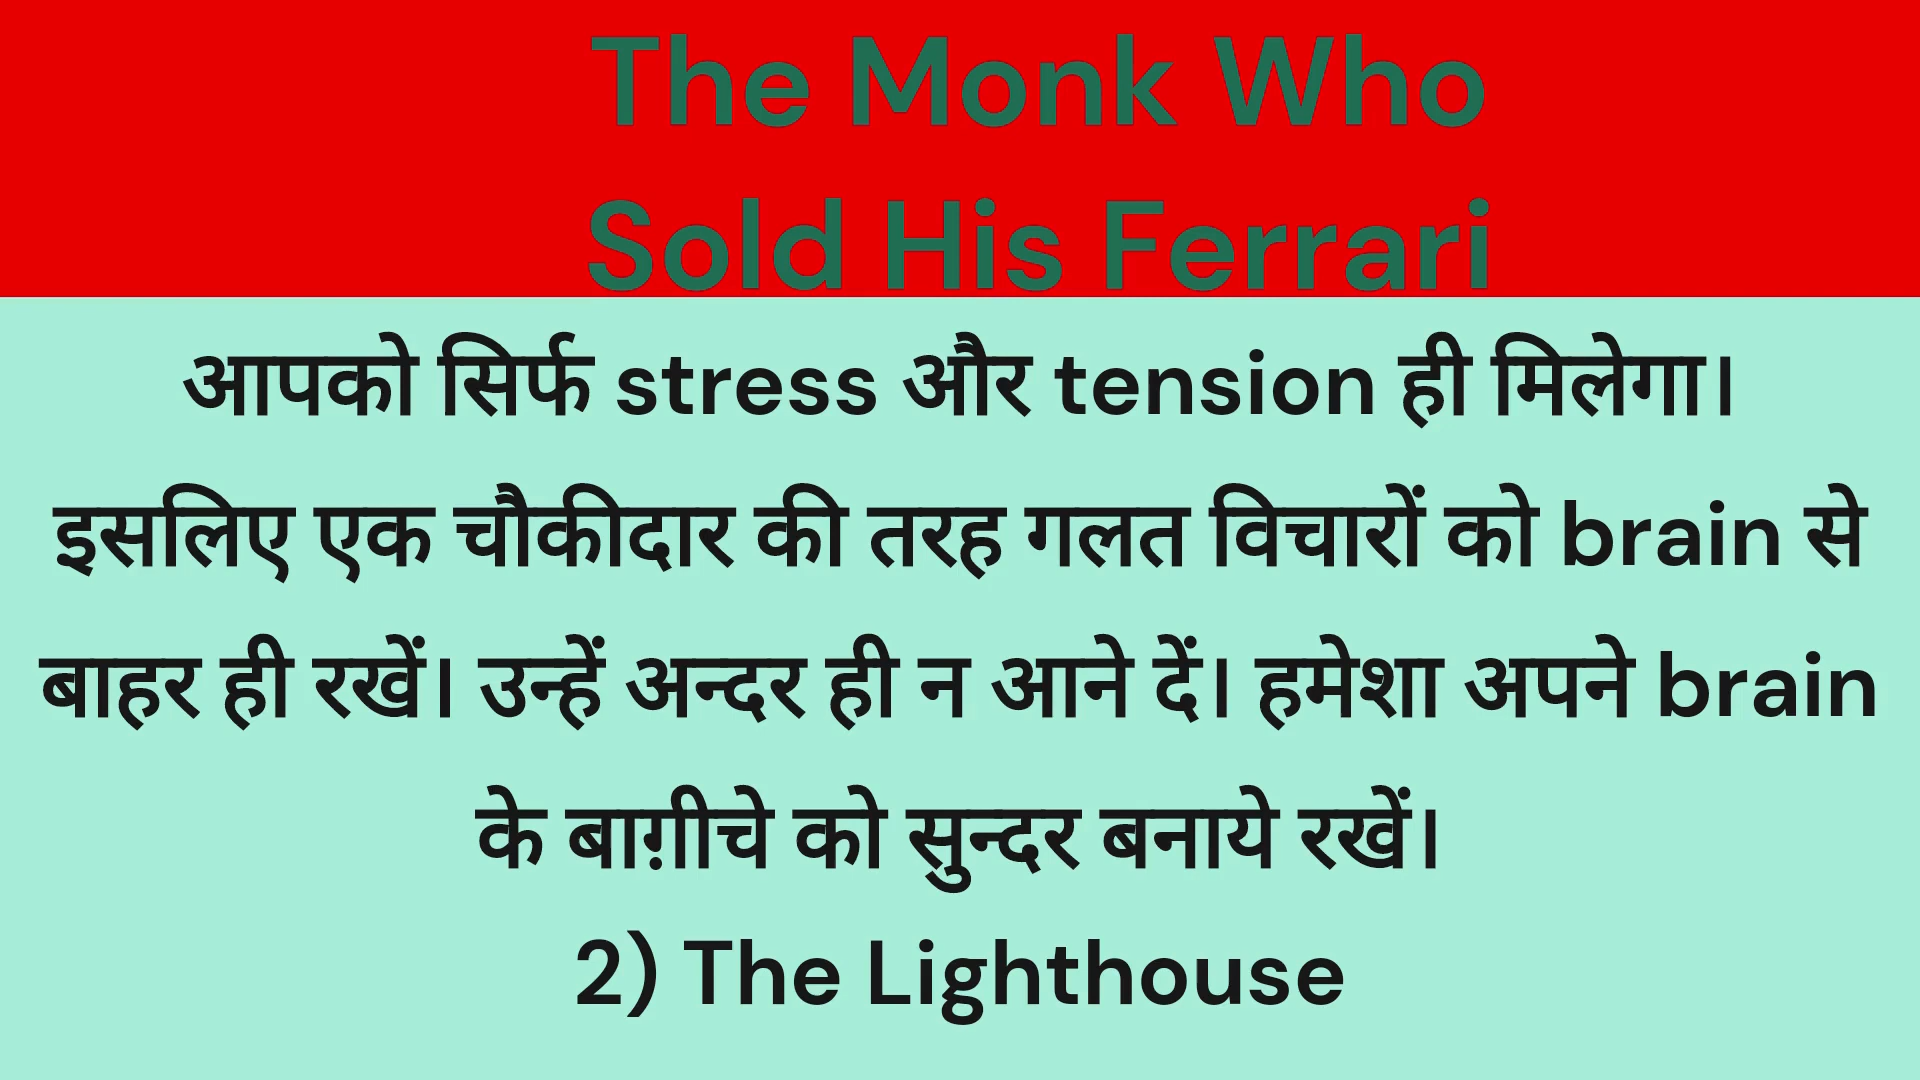 The Monk Who
Sold His Ferrari
आपको सिर्फ stress और tension ही मिलेगा।
इसलिए एक चौकीदार की तरह गलत विचारों को brain से
बाहर ही रखें। उन्हें अन्दर ही न आने दें। हमेशा अपने brain
के बाग़ीचे को सुन्दर बनाये रखें।
2) The Lighthouse